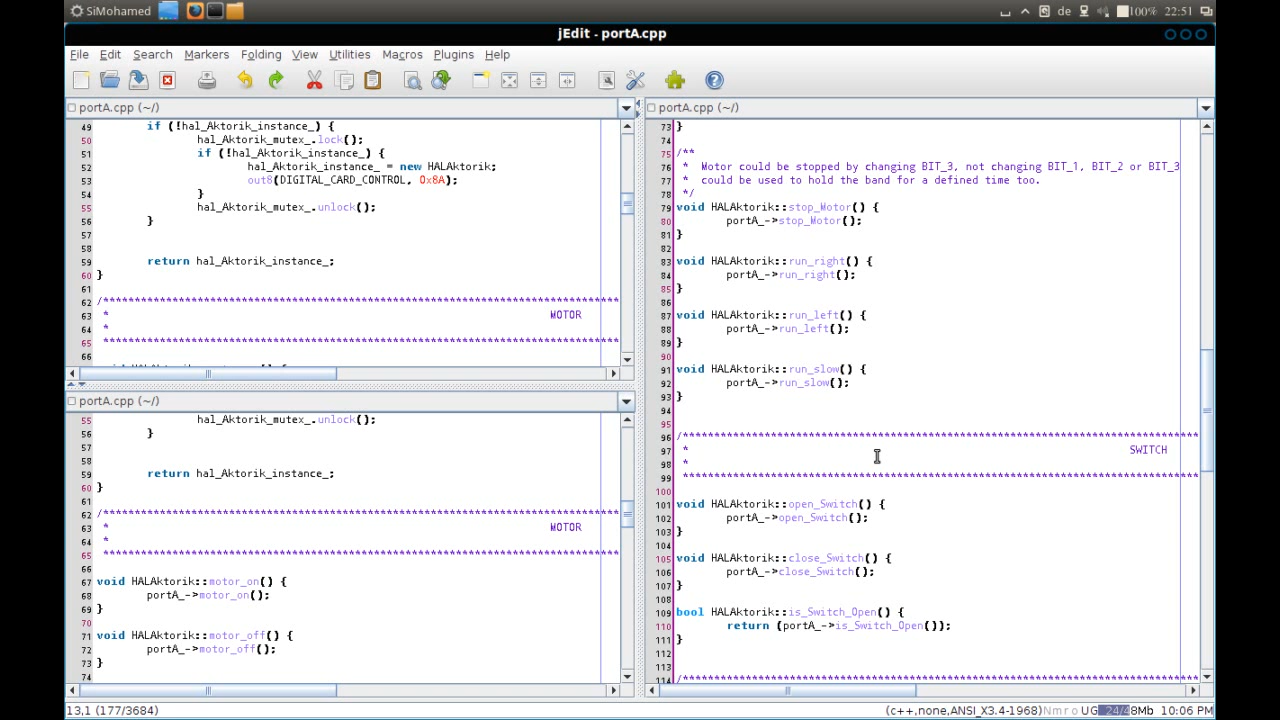 SiMohamed de 100% 22:51
jEdit - portA.cpp
File Edit Search Markers Folding View Utilities Macros Plugins Help
portA.cpp (~/)
49 if (!hal_Aktorik_instance_) {
50 hal_Aktorik_mutex_.lock();
51 if (!hal_Aktorik_instance_) {
52 hal_Aktorik_instance_ = new HALAktorik;
53 out8(DIGITAL_CARD_CONTROL, 0x8A);
54 }
55 hal_Aktorik_mutex_.unlock();
56 }
57
58
59 return hal_Aktorik_instance_;
60 }
61
62 /***********************************************************************************
63 * MOTOR
64 *
65 ***********************************************************************************
66
portA.cpp (~/)
55 hal_Aktorik_mutex_.unlock();
56 }
57
58
59 return hal_Aktorik_instance_;
60 }
61
62 /***********************************************************************************
63 * MOTOR
64 *
65 ***********************************************************************************
66
67 void HALAktorik::motor_on() {
68 portA_->motor_on();
69 }
70
71 void HALAktorik::motor_off() {
72 portA_->motor_off();
73 }
74
portA.cpp (~/)
73 }
74
75 /**
76 * Motor could be stopped by changing BIT_3, not changing BIT_1, BIT_2 or BIT_3
77 * could be used to hold the band for a defined time too.
78 */
79 void HALAktorik::stop_Motor() {
80 portA_->stop_Motor();
81 }
82
83 void HALAktorik::run_right() {
84 portA_->run_right();
85 }
86
87 void HALAktorik::run_left() {
88 portA_->run_left();
89 }
90
91 void HALAktorik::run_slow() {
92 portA_->run_slow();
93 }
94
95
96 /***********************************************************************************
97 * SWITCH
98 *
99 ***********************************************************************************
100
101 void HALAktorik::open_Switch() {
102 portA_->open_Switch();
103 }
104
105 void HALAktorik::close_Switch() {
106 portA_->close_Switch();
107 }
108
109 bool HALAktorik::is_Switch_Open() {
110 return (portA_->is_Switch_Open());
111 }
112
113
114 /***********************************************************************************
13,1 (177/3684) (c++,none,ANSI_X3.4-1968)Nmro UG 24/48Mb 10:06 PM